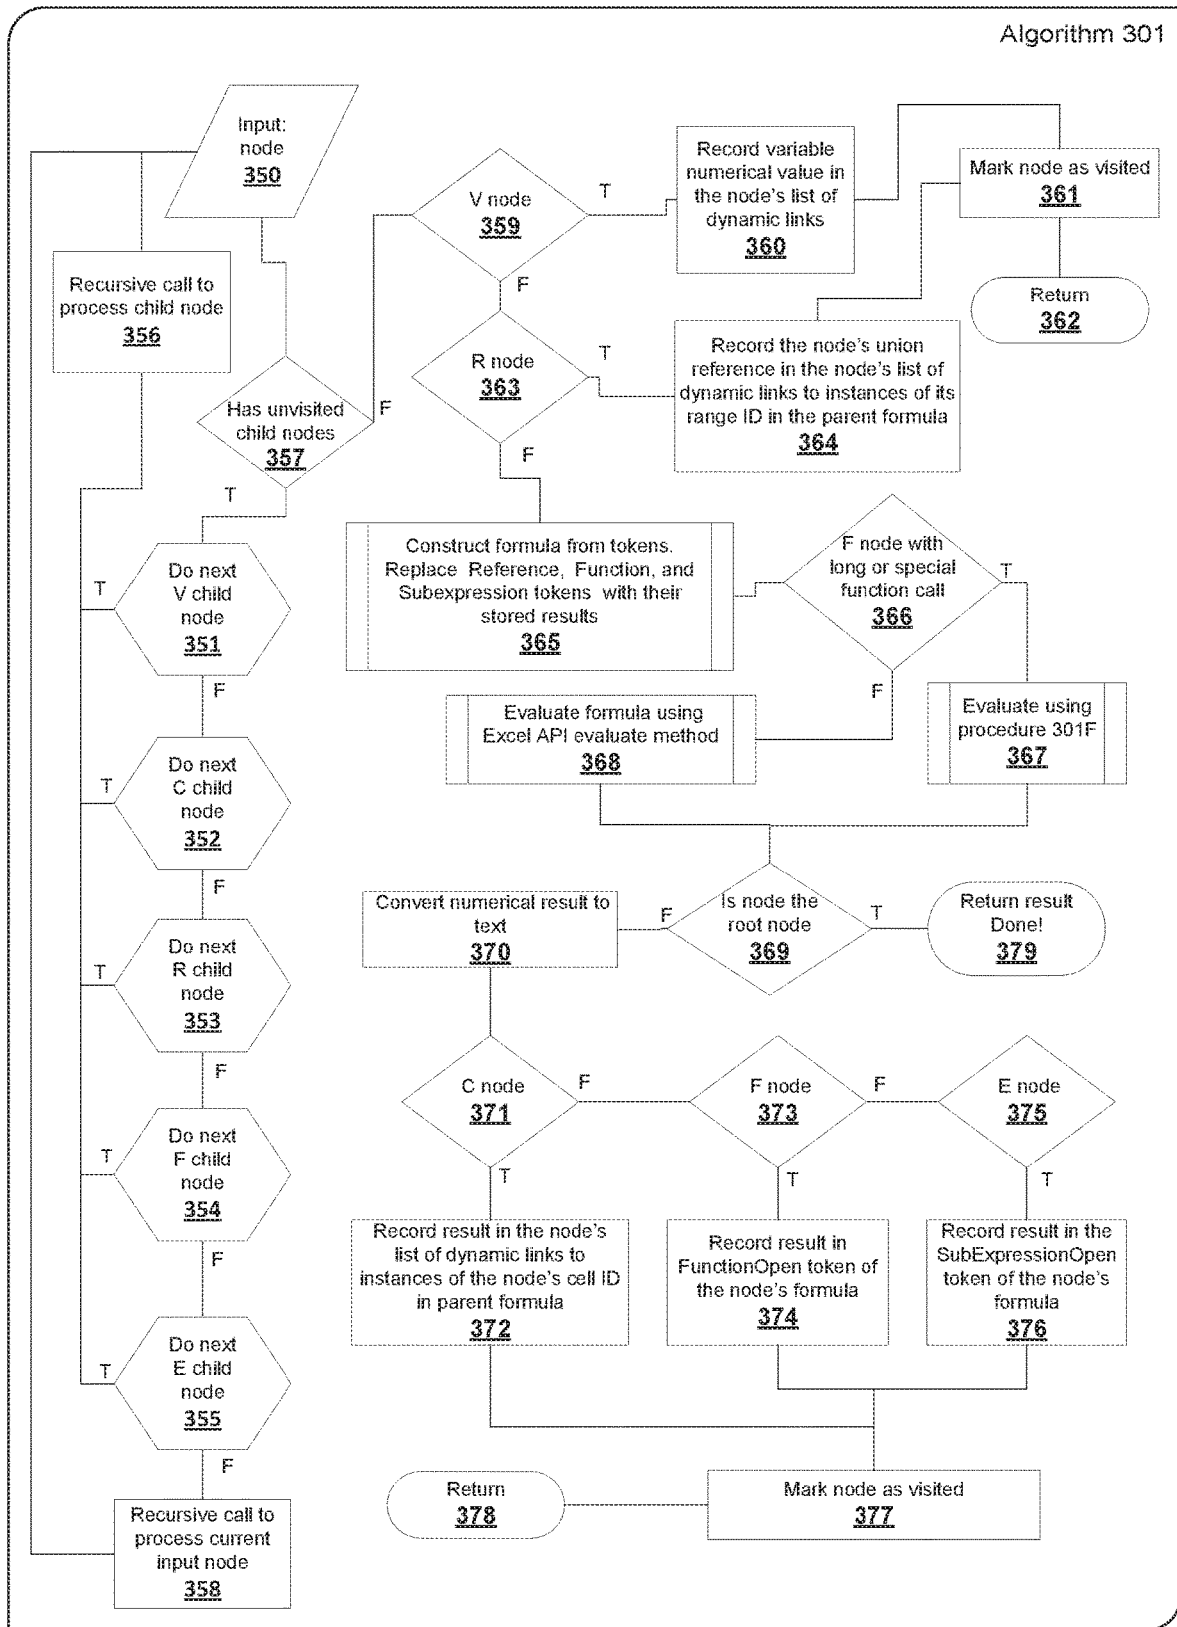 Algorithm 301
Input:
node
350
Recursive call to
process child node
356
Has unvisited
child nodes
357
F
T
Do next
V child
node
351
T
F
Do next
C child
node
352
T
F
Do next
R child
node
353
T
F
Do next
F child
node
354
T
F
Do next
E child
node
355
T
F
Recursive call to
process current
input node
358
V node
359
T
F
Record variable
numerical value in
the node's list of
dynamic links
360
Mark node as visited
361
Return
362
R node
363
T
F
Record the node's union
reference in the node's list of
dynamic links to instances of its
range ID in the parent formula
364
Construct formula from tokens.
Replace Reference, Function, and
Subexpression tokens with their
stored results
365
F node with
long or special
function call
366
T
F
Evaluate using
procedure 301F
367
Evaluate formula using
Excel API evaluate method
368
Is node the
root node
369
F
T
Return result
Done!
379
Convert numerical result to
text
370
C node
371
F
T
F node
373
F
T
E node
375
T
Record result in the node's
list of dynamic links to
instances of the node's cell ID
in parent formula
372
Record result in
FunctionOpen token of
the node's formula
374
Record result in the
SubExpressionOpen
token of the node's
formula
376
Mark node as visited
377
Return
378